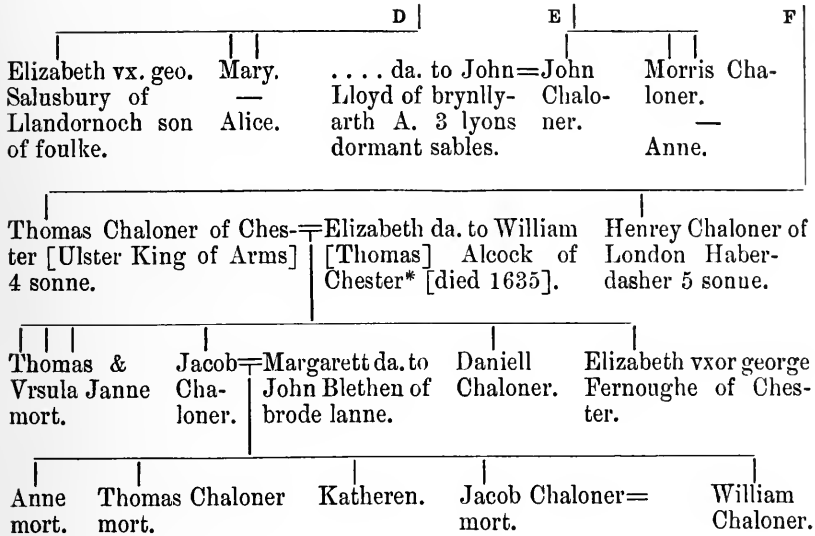 D E F
Elizabeth vx. geo.
Salusbury of
Llandornoch son
of foulke.
Mary.
—
Alice.
.... da. to John=John
Lloyd of brynlly-
arth A. 3 lyons
dormant sables.
Chalo-
ner.
Morris Cha-
loner.
—
Anne.
Thomas Chaloner of Ches-
ter [Ulster King of Arms]
4 sonne.
=Elizabeth da. to William
[Thomas] Alcock of
Chester* [died 1635].
Henrey Chaloner of
London Haber-
dasher 5 sonne.
Thomas &
Vrsula Janne
mort.
Jacob
Cha-
loner.
=Margarett da. to
John Blethen of
brode lanne.
Daniell
Chaloner.
Elizabeth vxor george
Fernoughe of Ches-
ter.
Anne
mort.
Thomas Chaloner
mort.
Katheren.
Jacob Chaloner=
mort.
William
Chaloner.